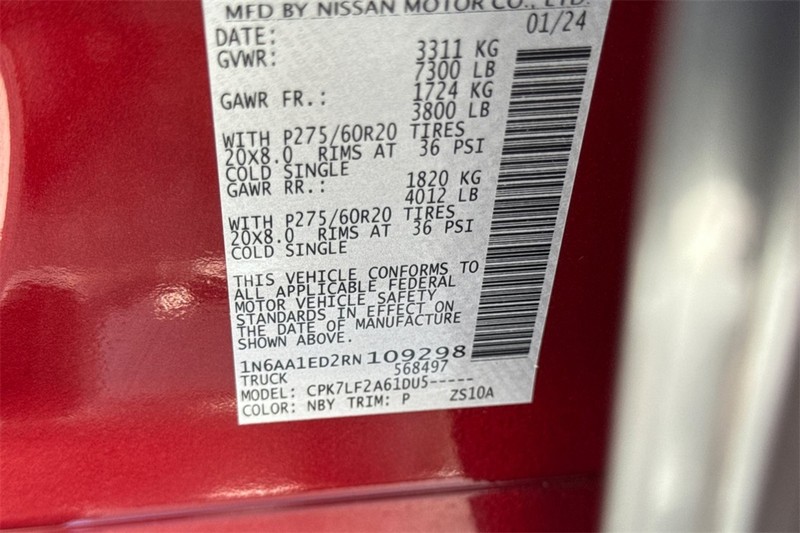 MFD BY NISSAN MOTOR CO., LTD.
DATE: 01/24
GVWR: 3311 KG
7300 LB
GAWR FR.: 1724 KG
3800 LB
WITH P275/60R20 TIRES
20X8.0 RIMS AT 36 PSI
COLD SINGLE
GAWR RR.: 1820 KG
4012 LB
WITH P275/60R20 TIRES
20X8.0 RIMS AT 36 PSI
COLD SINGLE
THIS VEHICLE CONFORMS TO
ALL APPLICABLE FEDERAL
MOTOR VEHICLE SAFETY
STANDARDS IN EFFECT ON
THE DATE OF MANUFACTURE
SHOWN ABOVE.
1N6AA1ED2RN109298
TRUCK 568497
MODEL: CPK7LF2A61DU5-----
COLOR: NBY TRIM: P ZS10A